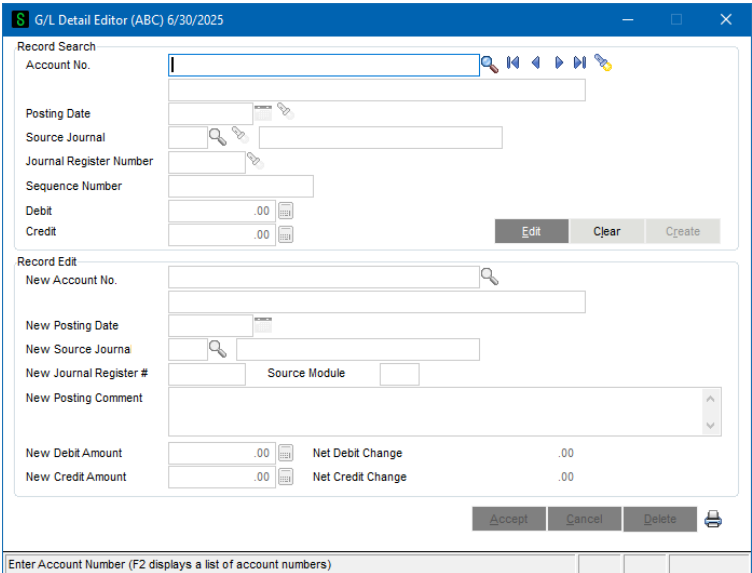 S G/L Detail Editor (ABC) 6/30/2025
Record Search
Account No.
Posting Date
Source Journal
Journal Register Number
Sequence Number
Debit .00
Credit .00 Edit Clear Create
Record Edit
New Account No.
New Posting Date
New Source Journal
New Journal Register # Source Module
New Posting Comment
New Debit Amount .00 Net Debit Change .00
New Credit Amount .00 Net Credit Change .00
Accept Cancel Delete
Enter Account Number (F2 displays a list of account numbers)